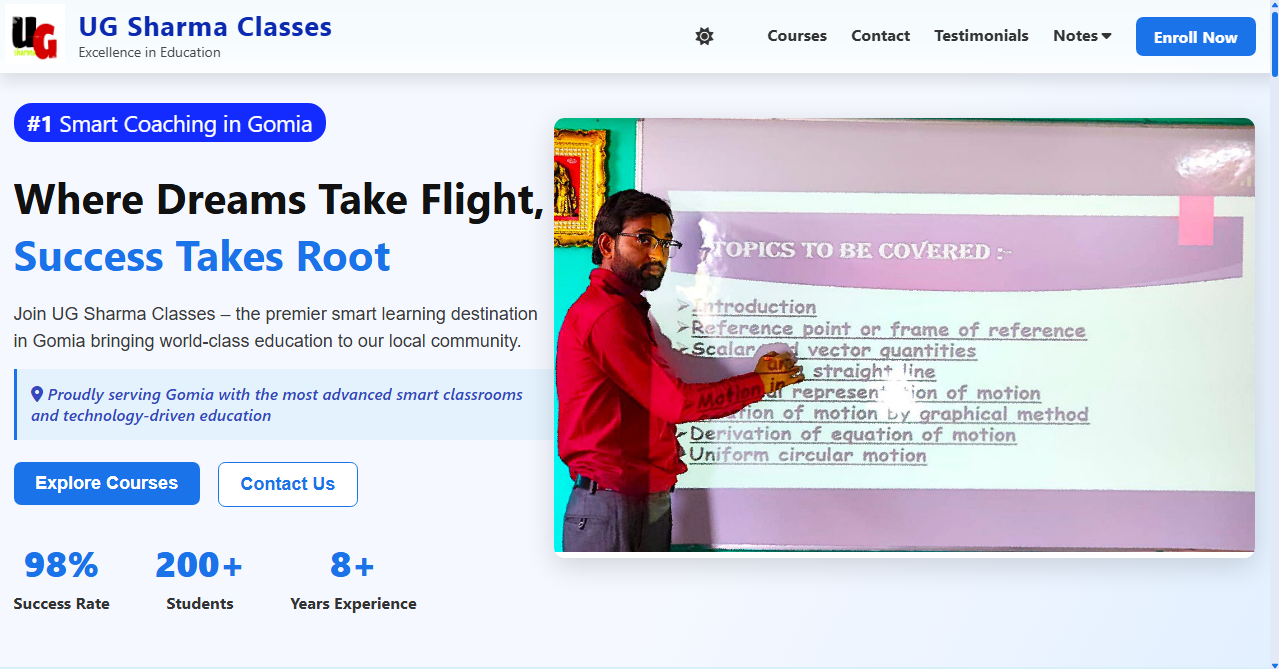 UG
UG Sharma Classes
Excellence in Education
Courses
Contact
Testimonials
Notes
Enroll Now
#1 Smart Coaching in Gomia
Where Dreams Take Flight,
Success Takes Root
Join UG Sharma Classes – the premier smart learning destination
in Gomia bringing world-class education to our local community.
Proudly serving Gomia with the most advanced smart classrooms
and technology-driven education
Explore Courses
Contact Us
98%
Success Rate
200+
Students
8+
Years Experience
TOPICS TO BE COVERED :-
Introduction
Reference point or frame of reference
Scalar and vector quantities
Motion in a straight line
representation of motion
of motion by graphical method
Derivation of equation of motion
Uniform circular motion